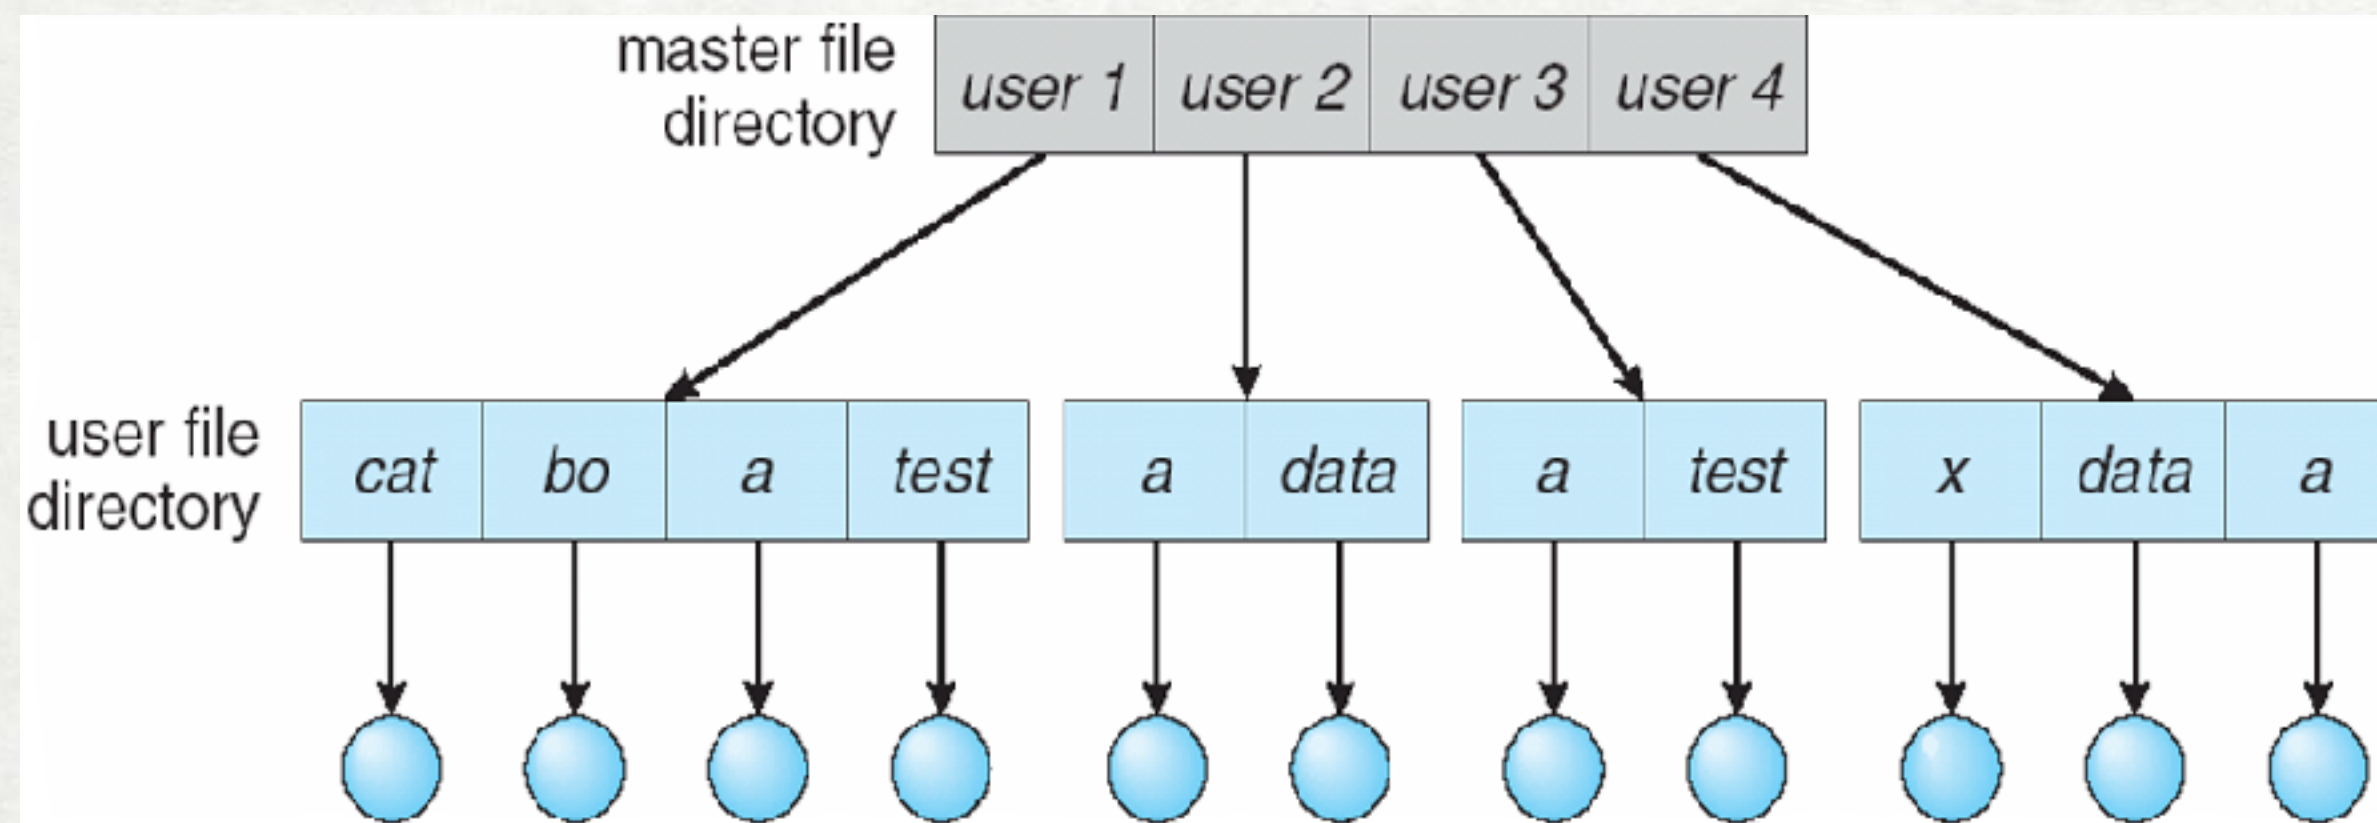 master file
directory
user 1 user 2 user 3 user 4
user file
directory
cat bo a test a data a test x data a